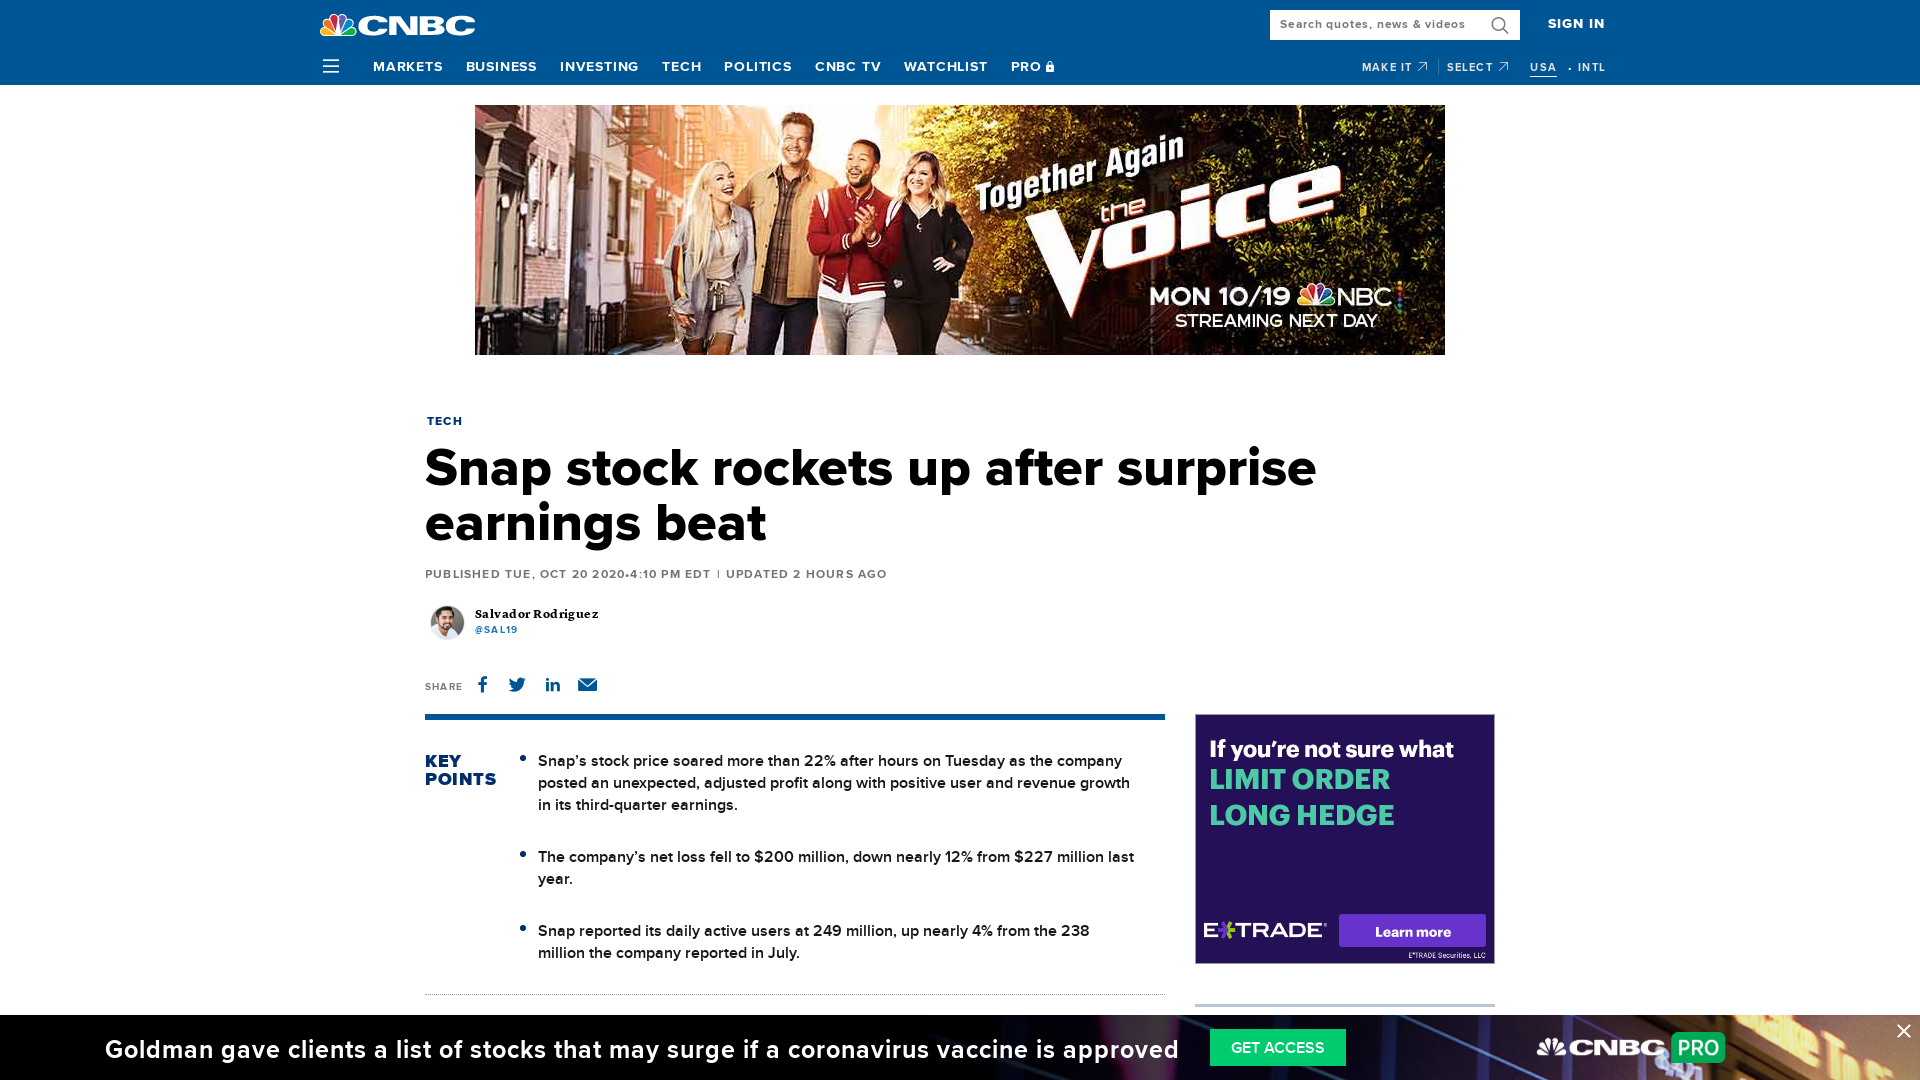 CNBC
Search quotes, news & videos
SIGN IN
MARKETS BUSINESS INVESTING TECH POLITICS CNBC TV WATCHLIST PRO
MAKE IT SELECT USA • INTL
Together Again
the
Voice
MON 10/19 NBC
STREAMING NEXT DAY
TECH
Snap stock rockets up after surprise
earnings beat
PUBLISHED TUE, OCT 20 2020•4:10 PM EDT | UPDATED 2 HOURS AGO
Salvador Rodriguez
@SAL19
SHARE
KEY
POINTS
Snap’s stock price soared more than 22% after hours on Tuesday as the company
posted an unexpected, adjusted profit along with positive user and revenue growth
in its third-quarter earnings.
The company’s net loss fell to $200 million, down nearly 12% from $227 million last
year.
Snap reported its daily active users at 249 million, up nearly 4% from the 238
million the company reported in July.
If you’re not sure what
LIMIT ORDER
LONG HEDGE
E*TRADE
Learn more
E*TRADE Securities, LLC
Goldman gave clients a list of stocks that may surge if a coronavirus vaccine is approved
GET ACCESS
CNBC PRO